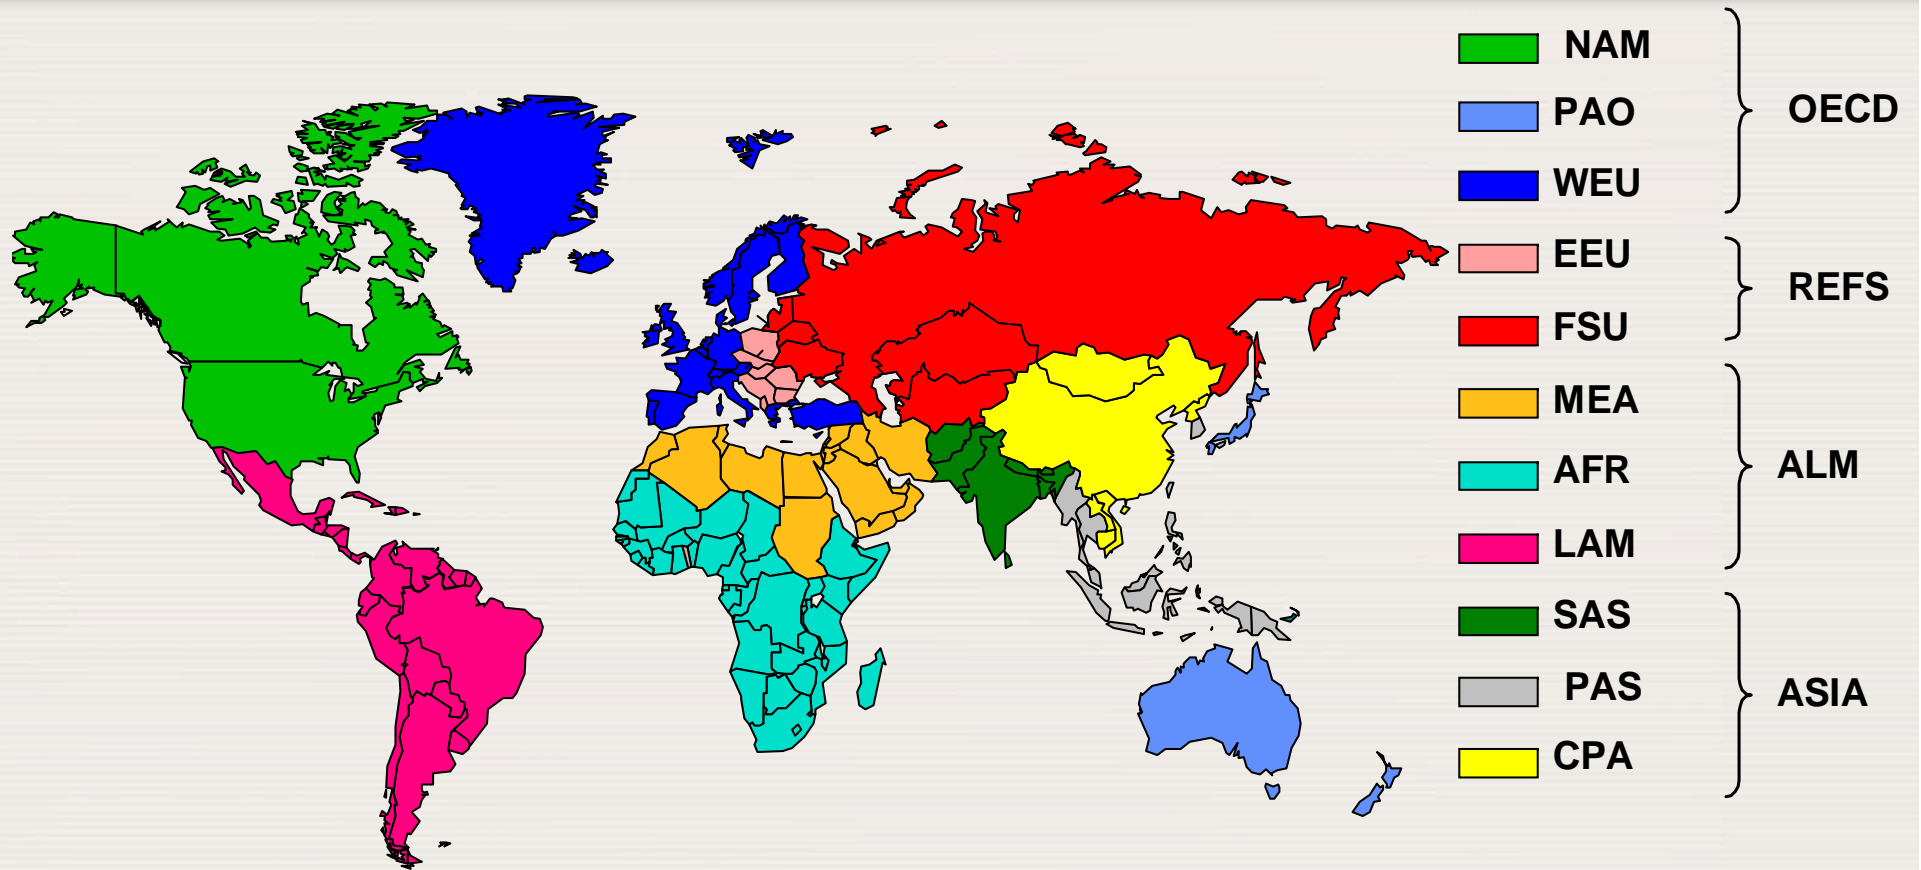 NAM
PAO
WEU
OECD
EEU
FSU
REFS
MEA
AFR
LAM
ALM
SAS
PAS
CPA
ASIA